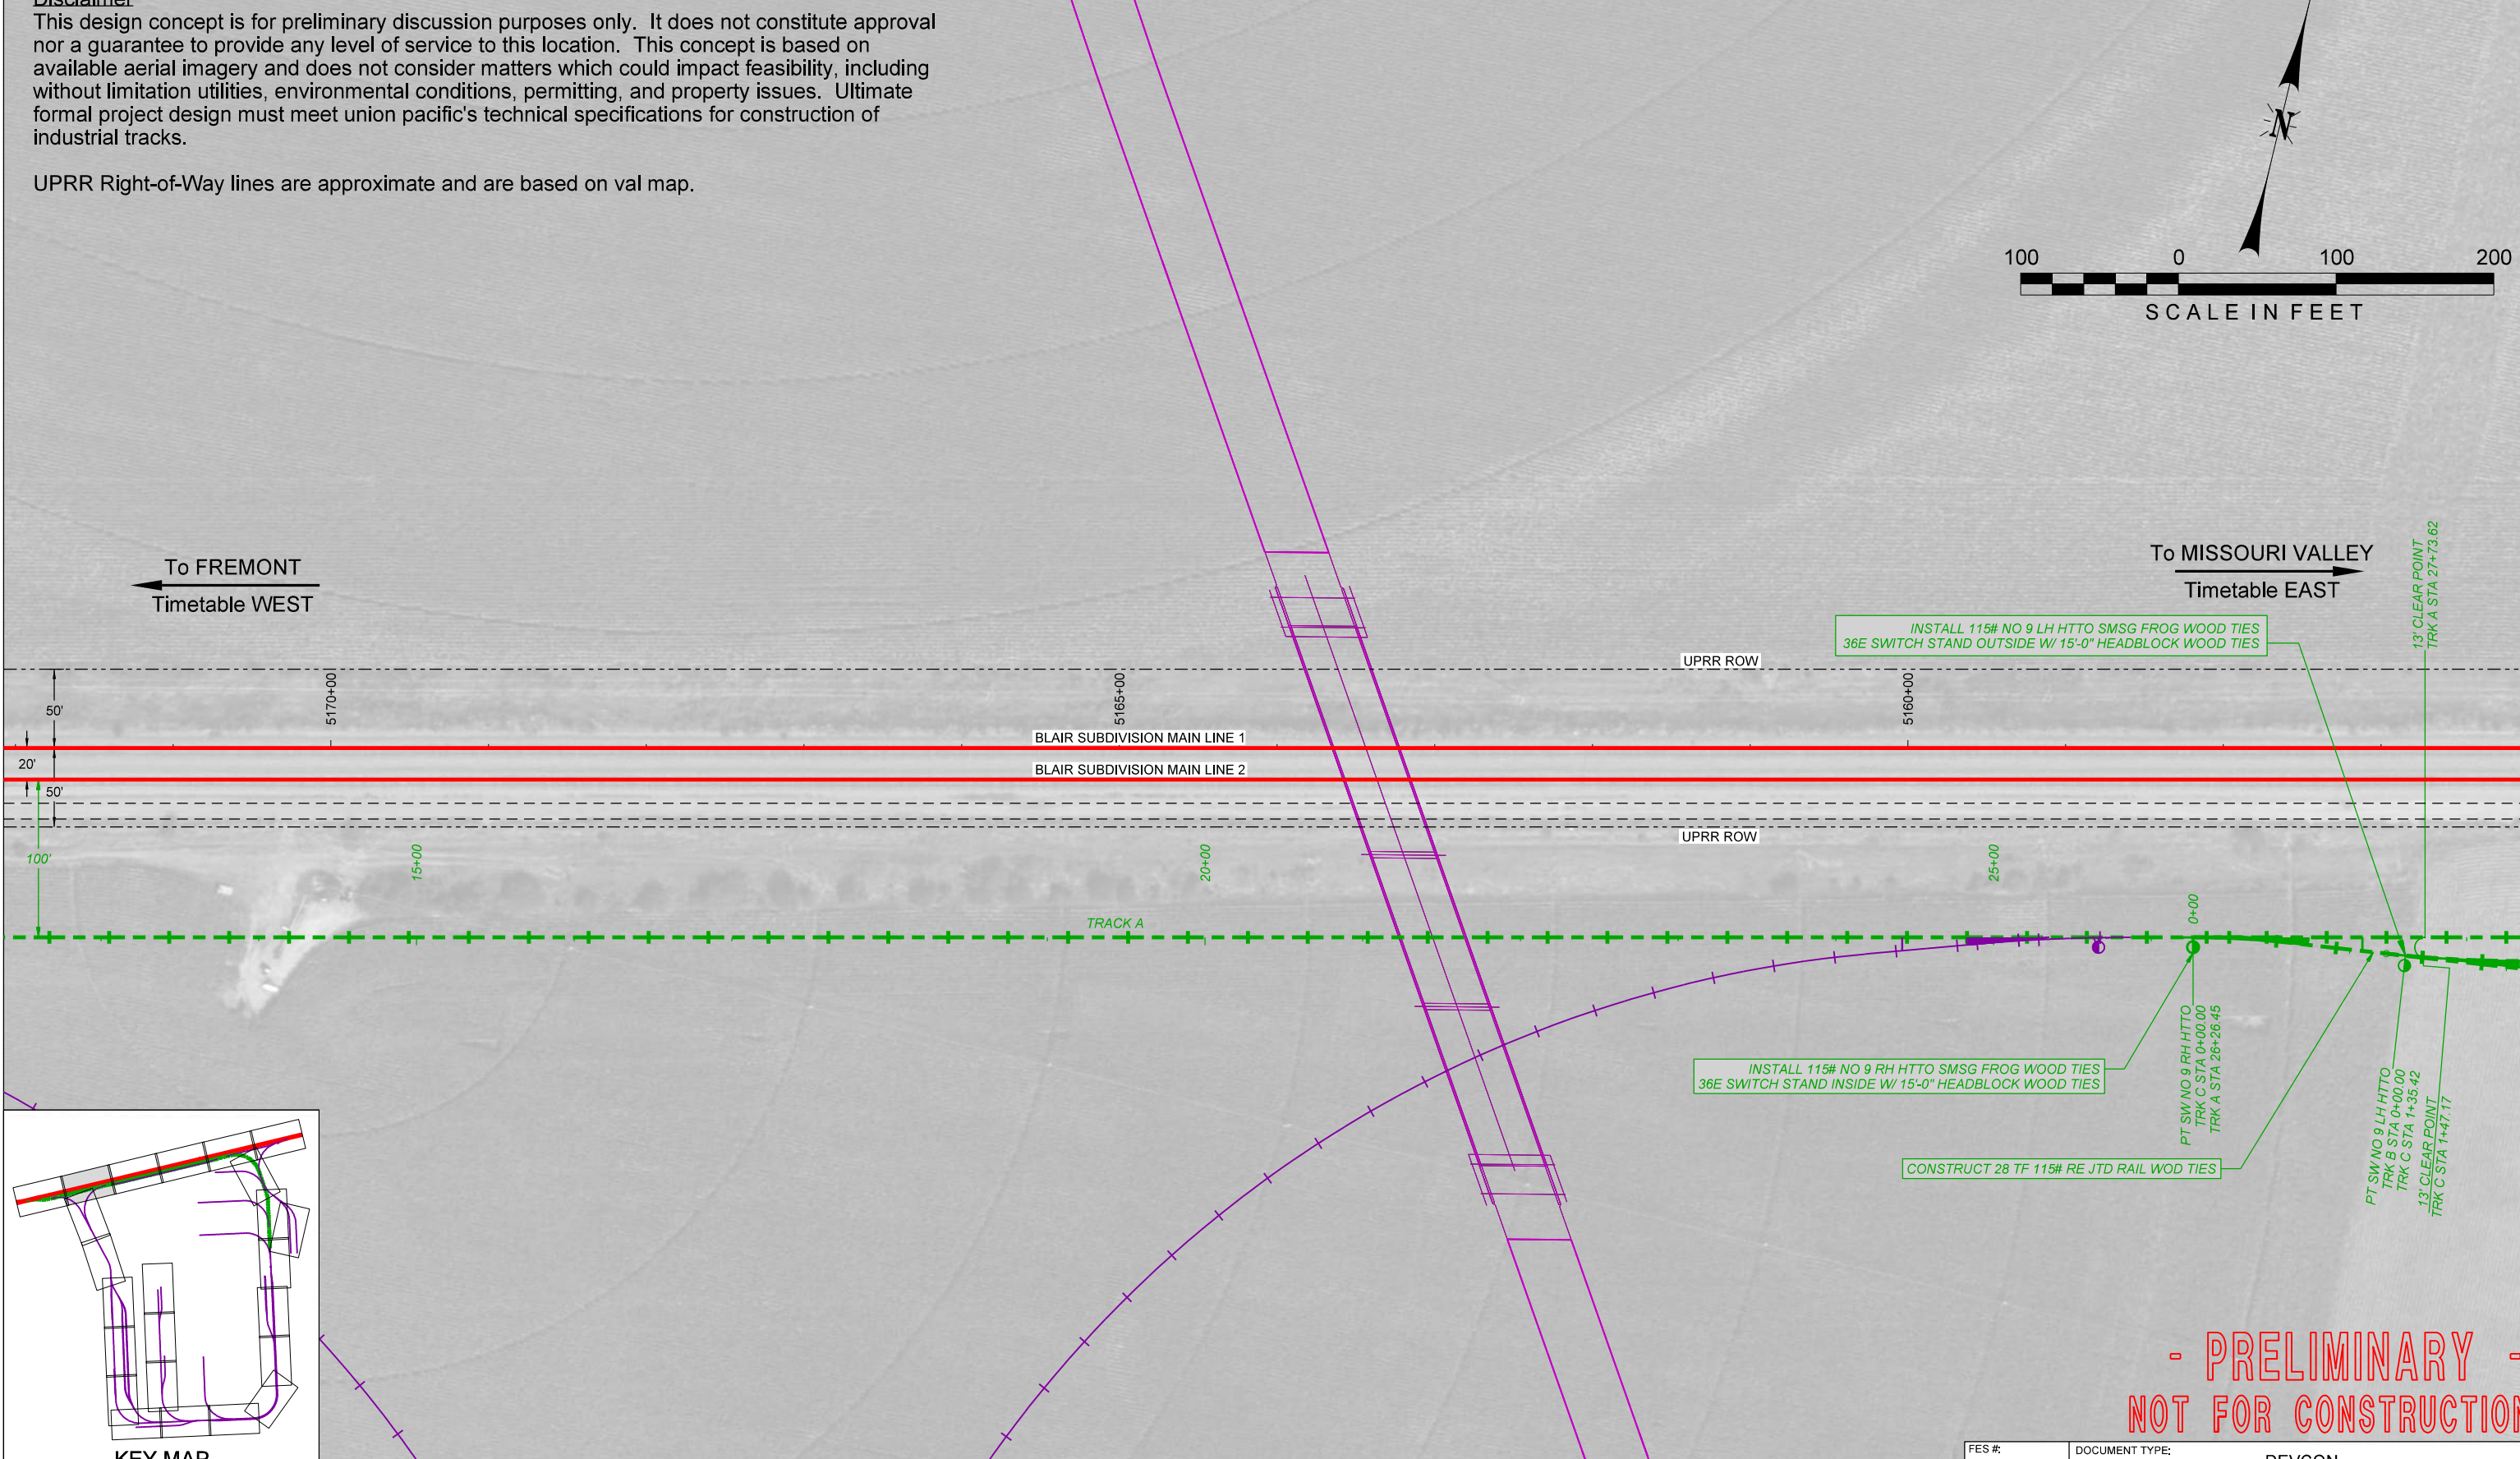 Disclaimer
This design concept is for preliminary discussion purposes only. It does not constitute approval
nor a guarantee to provide any level of service to this location. This concept is based on
available aerial imagery and does not consider matters which could impact feasibility, including
without limitation utilities, environmental conditions, permitting, and property issues. Ultimate
formal project design must meet union pacific's technical specifications for construction of
industrial tracks.
UPRR Right-of-Way lines are approximate and are based on val map.
N
100 0 100 200
SCALE IN FEET
To FREMONT
Timetable WEST
To MISSOURI VALLEY
Timetable EAST
13' CLEAR POINT
TRK A STA 27+73.62
INSTALL 115# NO 9 LH HTTO SMSG FROG WOOD TIES
36E SWITCH STAND OUTSIDE W/ 15'-0" HEADBLOCK WOOD TIES
UPRR ROW
5170+00
5165+00
5160+00
50'
BLAIR SUBDIVISION MAIN LINE 1
20'
BLAIR SUBDIVISION MAIN LINE 2
50'
UPRR ROW
100'
15+00
20+00
25+00
TRACK A
0+00
PT SW NO 9 RH HTTO
TRK C STA 0+00.00
TRK A STA 26+26.45
INSTALL 115# NO 9 RH HTTO SMSG FROG WOOD TIES
36E SWITCH STAND INSIDE W/ 15'-0" HEADBLOCK WOOD TIES
PT SW NO 9 LH HTTO
TRK B STA 0+00.00
TRK C STA 1+35.42
13' CLEAR POINT
TRK C STA 1+47.17
CONSTRUCT 28 TF 115# RE JTD RAIL WOD TIES
KEY MAP
- PRELIMINARY -
NOT FOR CONSTRUCTION
FES #:
DOCUMENT TYPE:
DEVCON